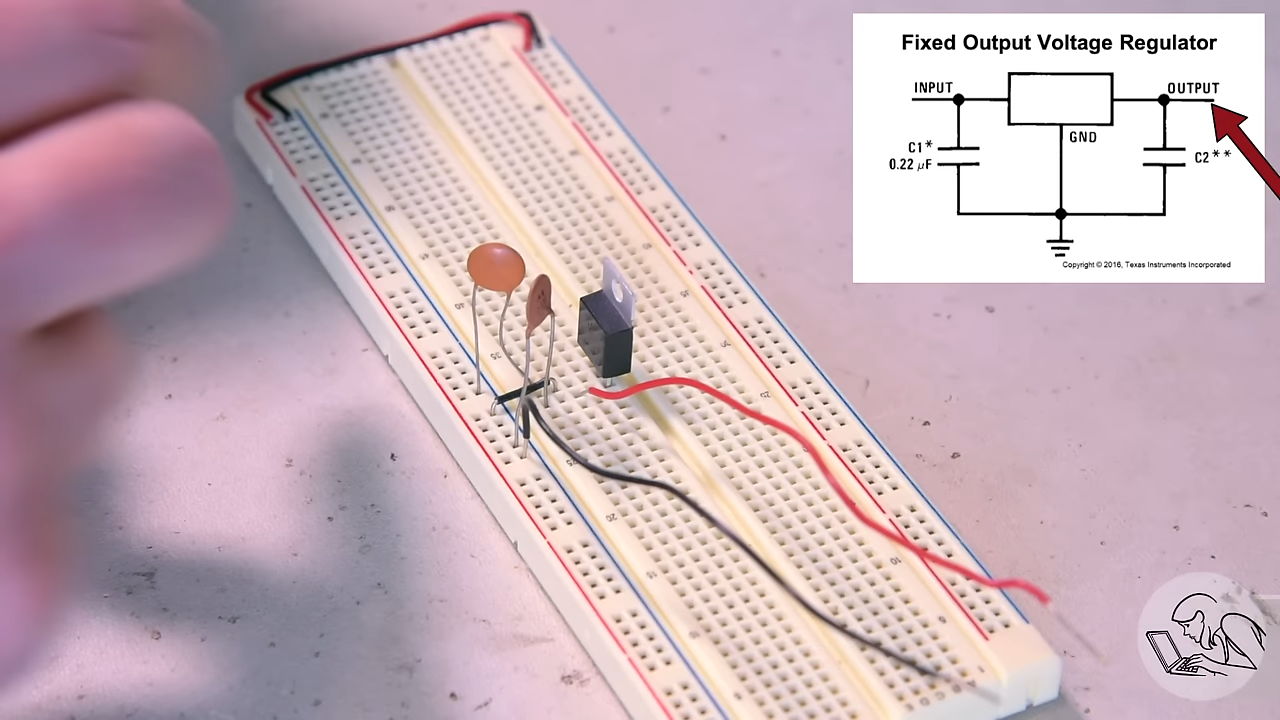 Fixed Output Voltage Regulator
INPUT
OUTPUT
GND
C1*
0.22 µF
C2**
Copyright © 2016, Texas Instruments Incorporated